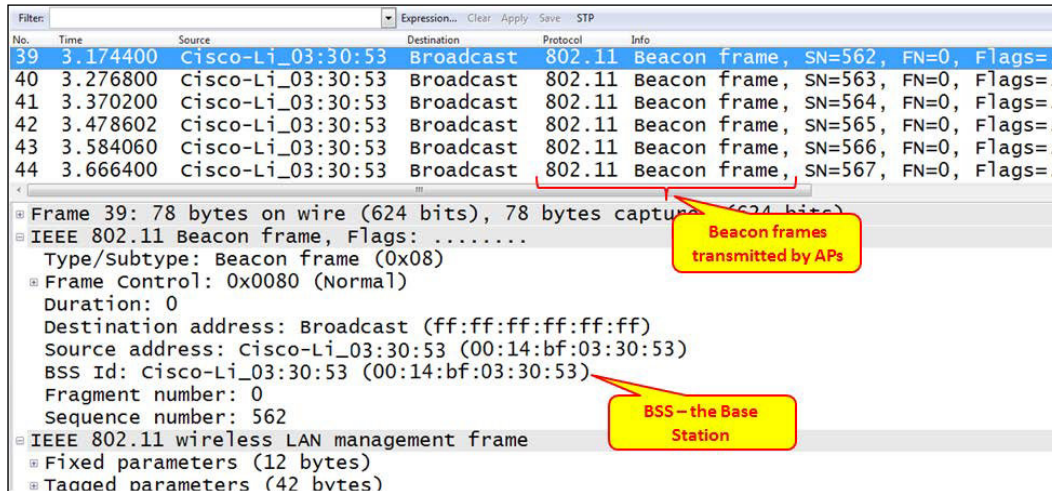 Filter: Expression... Clear Apply Save STP
No. Time Source Destination Protocol Info
39 3.174400 Cisco-Li_03:30:53 Broadcast 802.11 Beacon frame, SN=562, FN=0, Flags=
40 3.276800 Cisco-Li_03:30:53 Broadcast 802.11 Beacon frame, SN=563, FN=0, Flags=.
41 3.370200 Cisco-Li_03:30:53 Broadcast 802.11 Beacon frame, SN=564, FN=0, Flags=.
42 3.478602 Cisco-Li_03:30:53 Broadcast 802.11 Beacon frame, SN=565, FN=0, Flags=.
43 3.584060 Cisco-Li_03:30:53 Broadcast 802.11 Beacon frame, SN=566, FN=0, Flags=.
44 3.666400 Cisco-Li_03:30:53 Broadcast 802.11 Beacon frame, SN=567, FN=0, Flags=.
Frame 39: 78 bytes on wire (624 bits), 78 bytes captured (624 bits)
Beacon frames
transmitted by APs
IEEE 802.11 Beacon frame, Flags: ........
Type/Subtype: Beacon frame (0x08)
Frame Control: 0x0080 (Normal)
Duration: 0
Destination address: Broadcast (ff:ff:ff:ff:ff:ff)
Source address: Cisco-Li_03:30:53 (00:14:bf:03:30:53)
BSS Id: Cisco-Li_03:30:53 (00:14:bf:03:30:53)
Fragment number: 0
Sequence number: 562
BSS – the Base
Station
IEEE 802.11 wireless LAN management frame
Fixed parameters (12 bytes)
Tagged parameters (42 bytes)